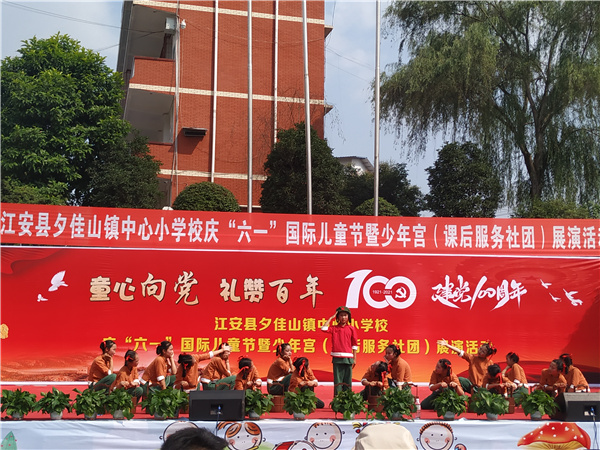 江安县夕佳山镇中心小学校庆“六一”国际儿童节暨少年宫（课后服务社团）展演活动
童心向党 礼赞百年
100
1921-2021
建党100周年
江安县夕佳山镇中心小学校
庆“六一”国际儿童节暨少年宫（课后服务社团）展演活动